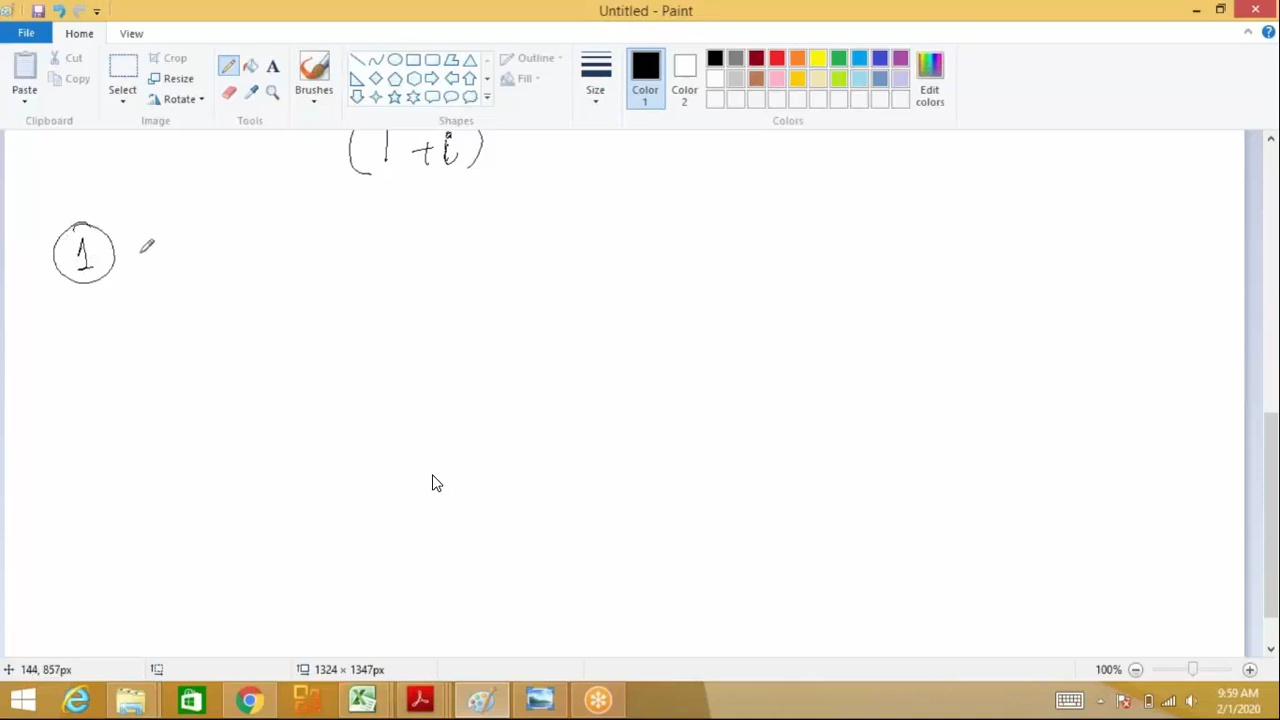 Untitled - Paint
File Home View
Paste
Cut
Copy
Clipboard
Select
Crop
Resize
Rotate
Image
A
Tools
Brushes
Outline
Fill
Shapes
Size
Color 1
Color 2
Edit colors
Colors
(1 + i)
1
144, 857px
1324 × 1347px
100%
9:59 AM
2/1/2020